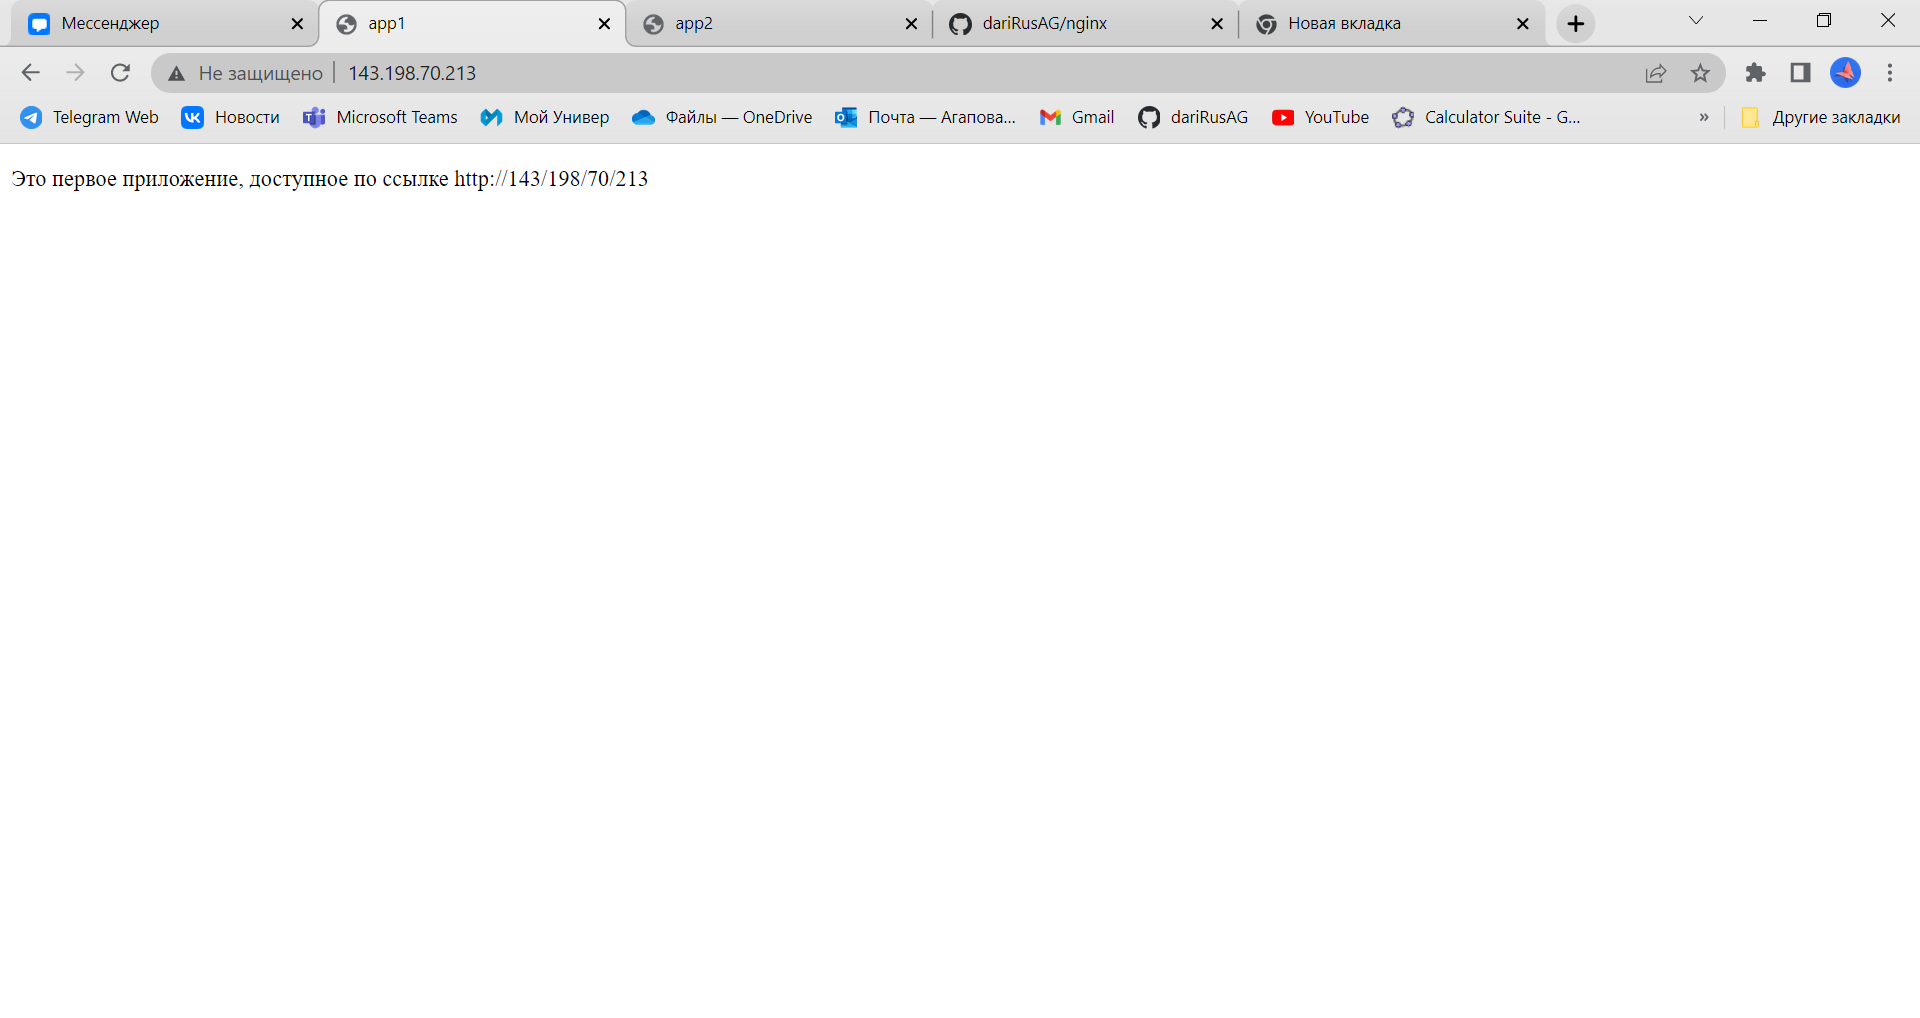 Мессенджер
app1
app2
dariRusAG/nginx
Новая вкладка
Не защищено 143.198.70.213
Telegram Web Новости Microsoft Teams Мой Универ Файлы — OneDrive Почта — Агапова... Gmail dariRusAG YouTube Calculator Suite - G... » Другие закладки
Это первое приложение, доступное по ссылке http://143/198/70/213